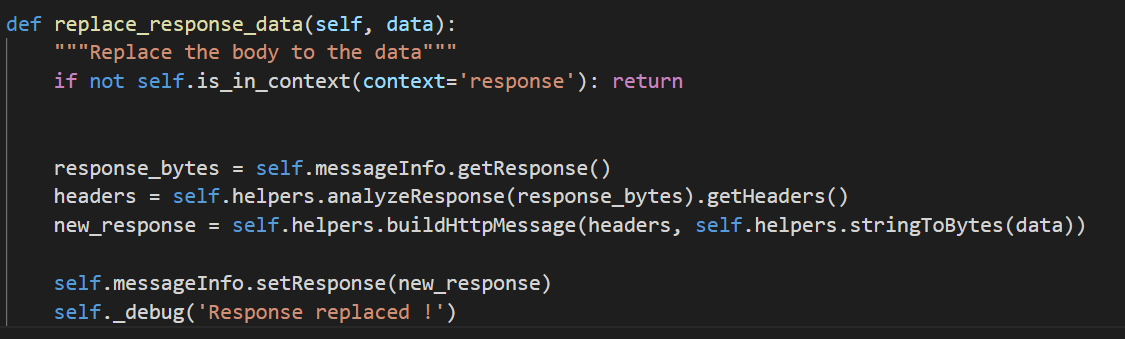 def replace_response_data(self, data):
    """Replace the body to the data"""
    if not self.is_in_context(context='response'): return
    response_bytes = self.messageInfo.getResponse()
    headers = self.helpers.analyzeResponse(response_bytes).getHeaders()
    new_response = self.helpers.buildHttpMessage(headers, self.helpers.stringToBytes(data))
    self.messageInfo.setResponse(new_response)
    self._debug('Response replaced !')